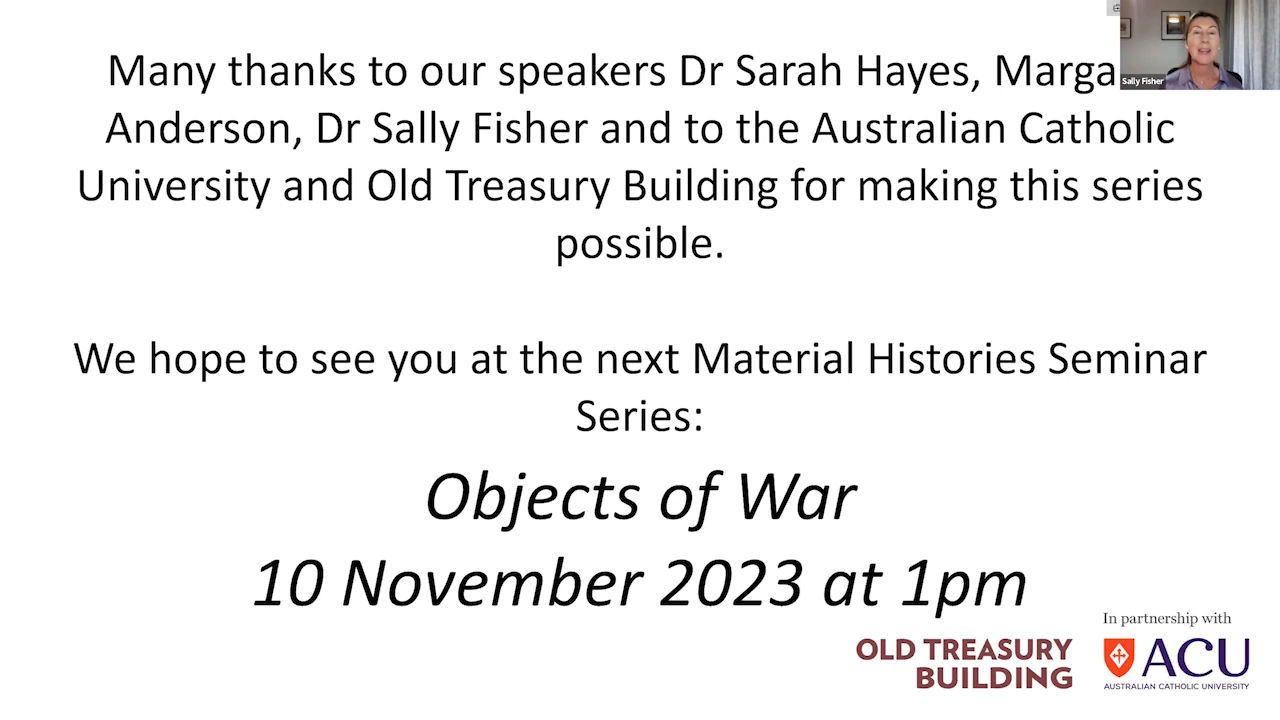 Many thanks to our speakers Dr Sarah Hayes,
Anderson, Dr Sally Fisher and to the Australian Catholic
University and Old Treasury Building for making this series
possible.
We hope to see you at the next Material Histories Seminar
Series:
Objects of War
10 November 2023 at 1pm
Sally Fisher
OLD TREASURY
BUILDING
In partnership with
ACU
AUSTRALIAN CATHOLIC UNIVERSITY